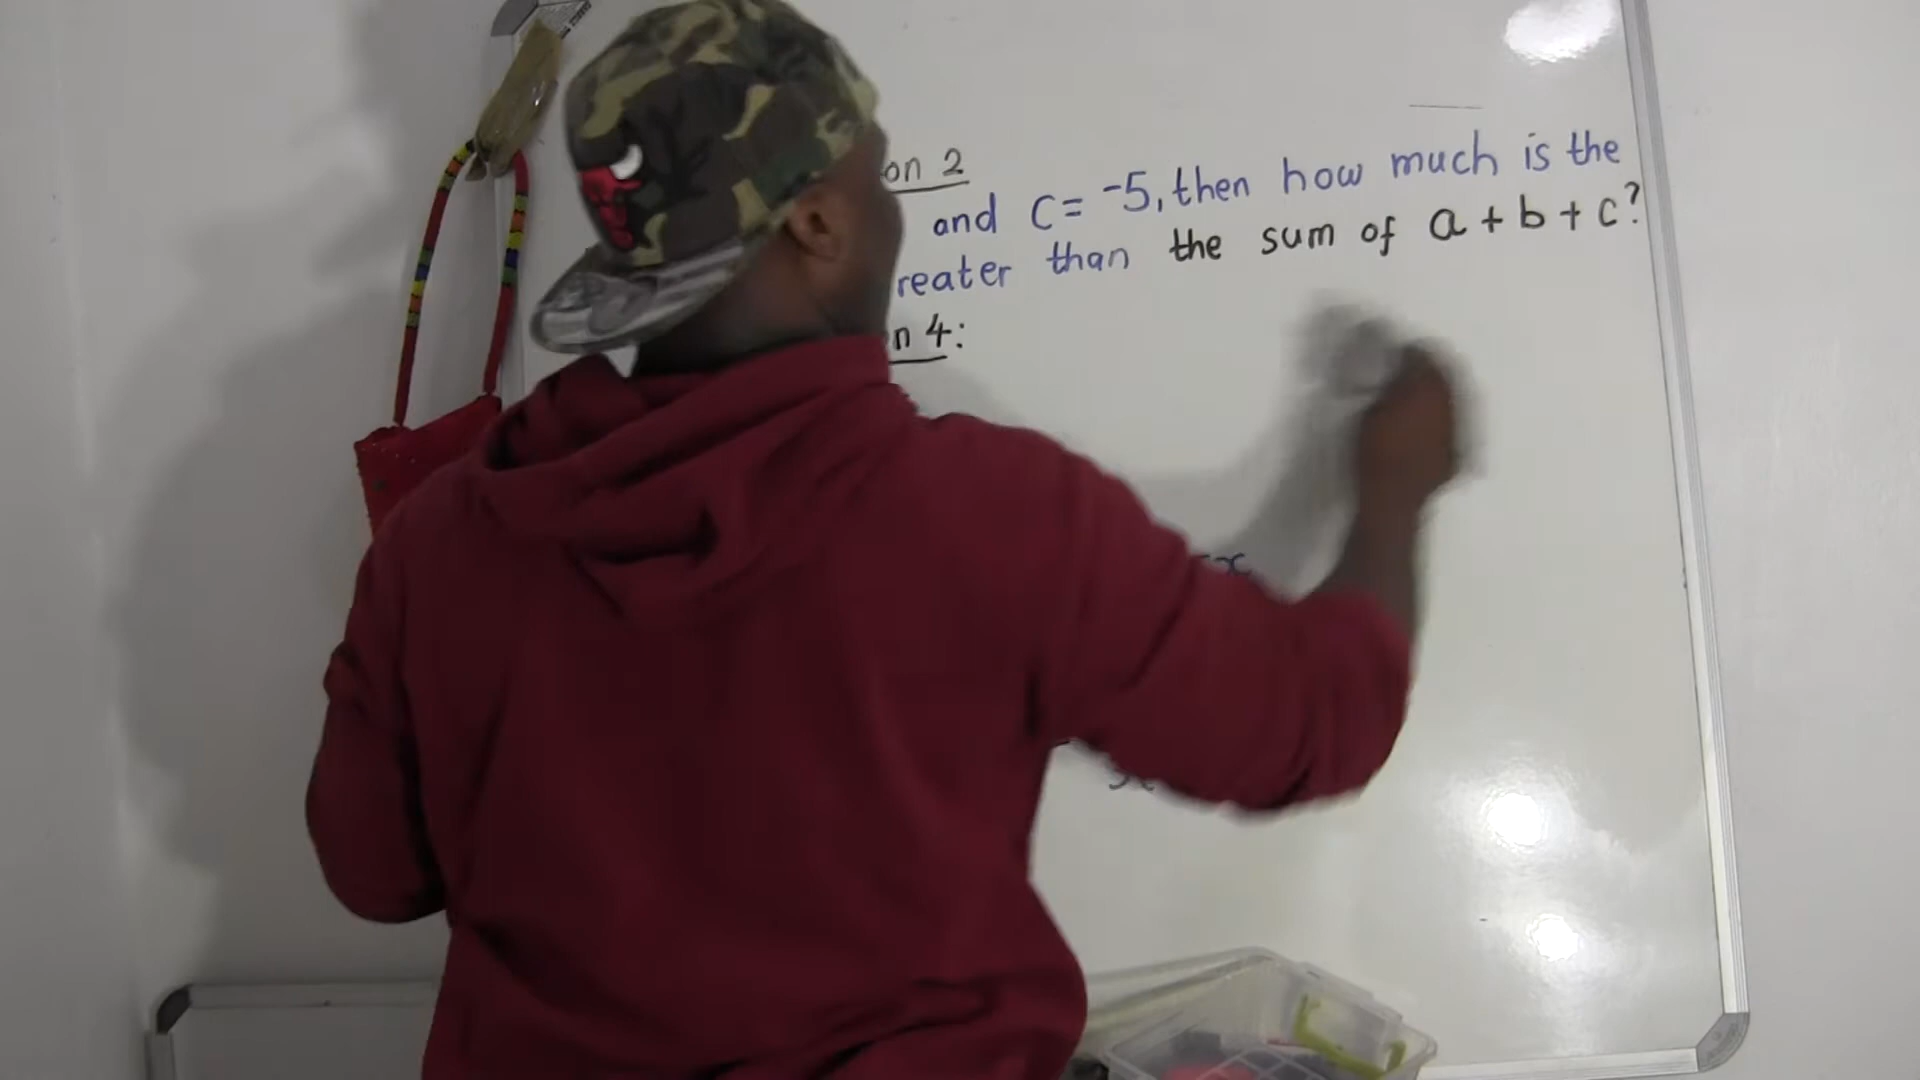 on 2
and c = -5, then how much is the
reater than the sum of a + b + c?
n 4:
x